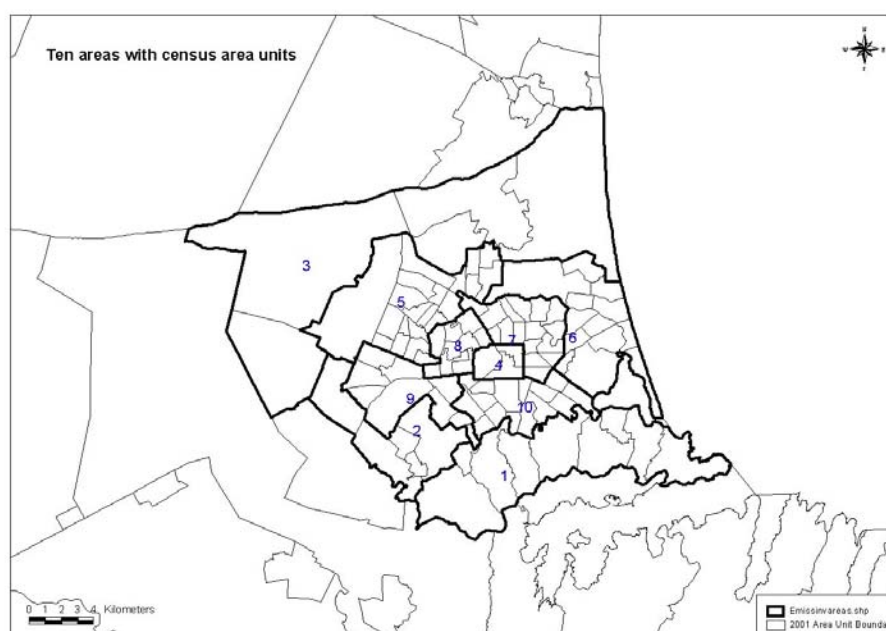 Ten areas with census area units
N
W E
S
3
5
8
7
6
4
9
10
2
1
0 1 2 3 4 Kilometers
Emissinvareas.shp
2001 Area Unit Bounda